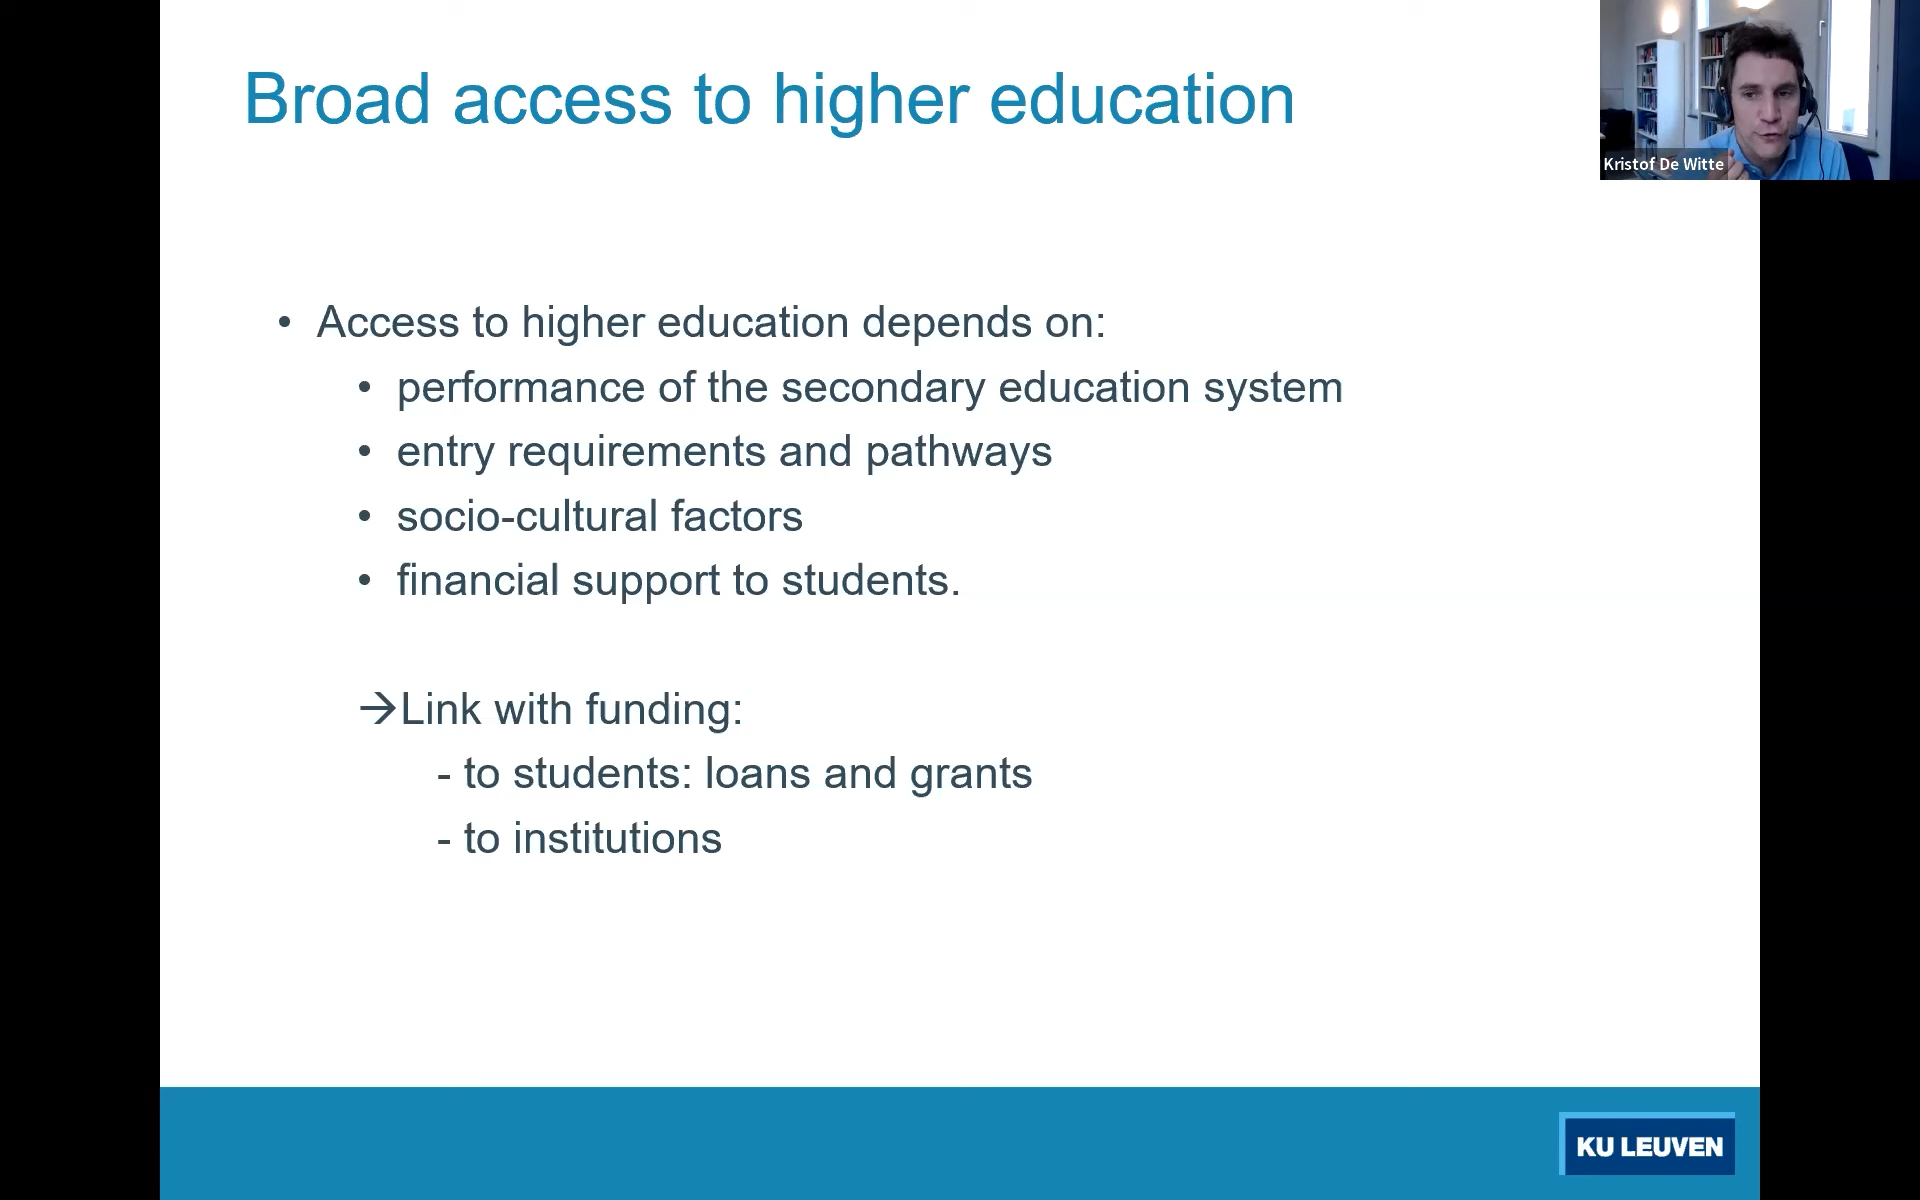 Broad access to higher education
Kristof De Witte
• Access to higher education depends on:
• performance of the secondary education system
• entry requirements and pathways
• socio-cultural factors
• financial support to students.
→Link with funding:
- to students: loans and grants
- to institutions
KU LEUVEN